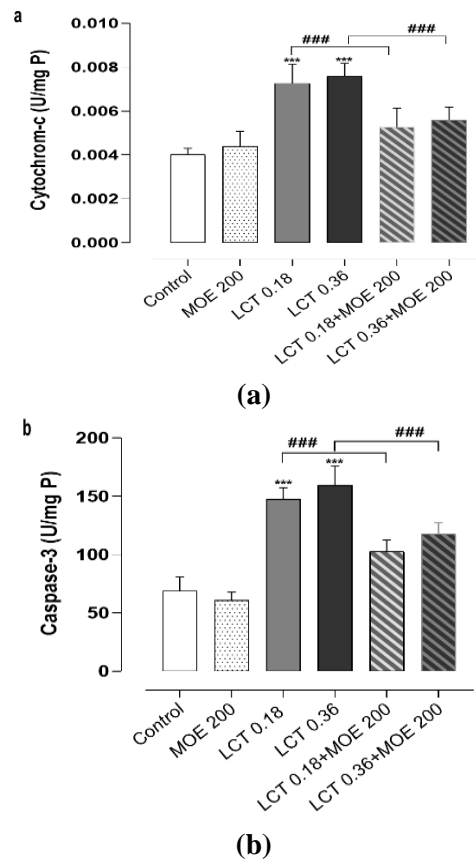 a
Cytochrom-c (U/mg P)
0.010
0.008
0.006
0.004
0.002
0.000
###
###
***
***
Control
MOE 200
LCT 0.18
LCT 0.36
LCT 0.18+MOE 200
LCT 0.36+MOE 200
(a)
b
Caspase-3 (U/mg P)
200
150
100
50
0
###
###
***
***
Control
MOE 200
LCT 0.18
LCT 0.36
LCT 0.18+MOE 200
LCT 0.36+MOE 200
(b)